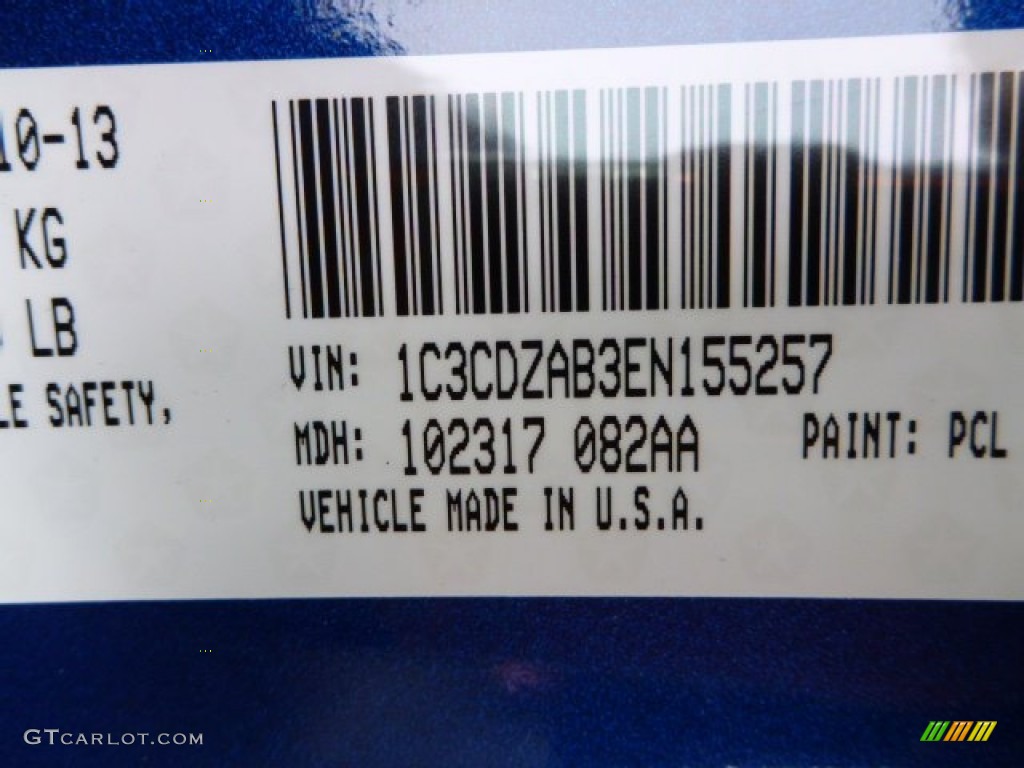 10-13
KG
LB
LE SAFETY,
VIN: 1C3CDZAB3EN155257
MDH: 102317 082AA PAINT: PCL
VEHICLE MADE IN U.S.A.
GTCARLOT.COM